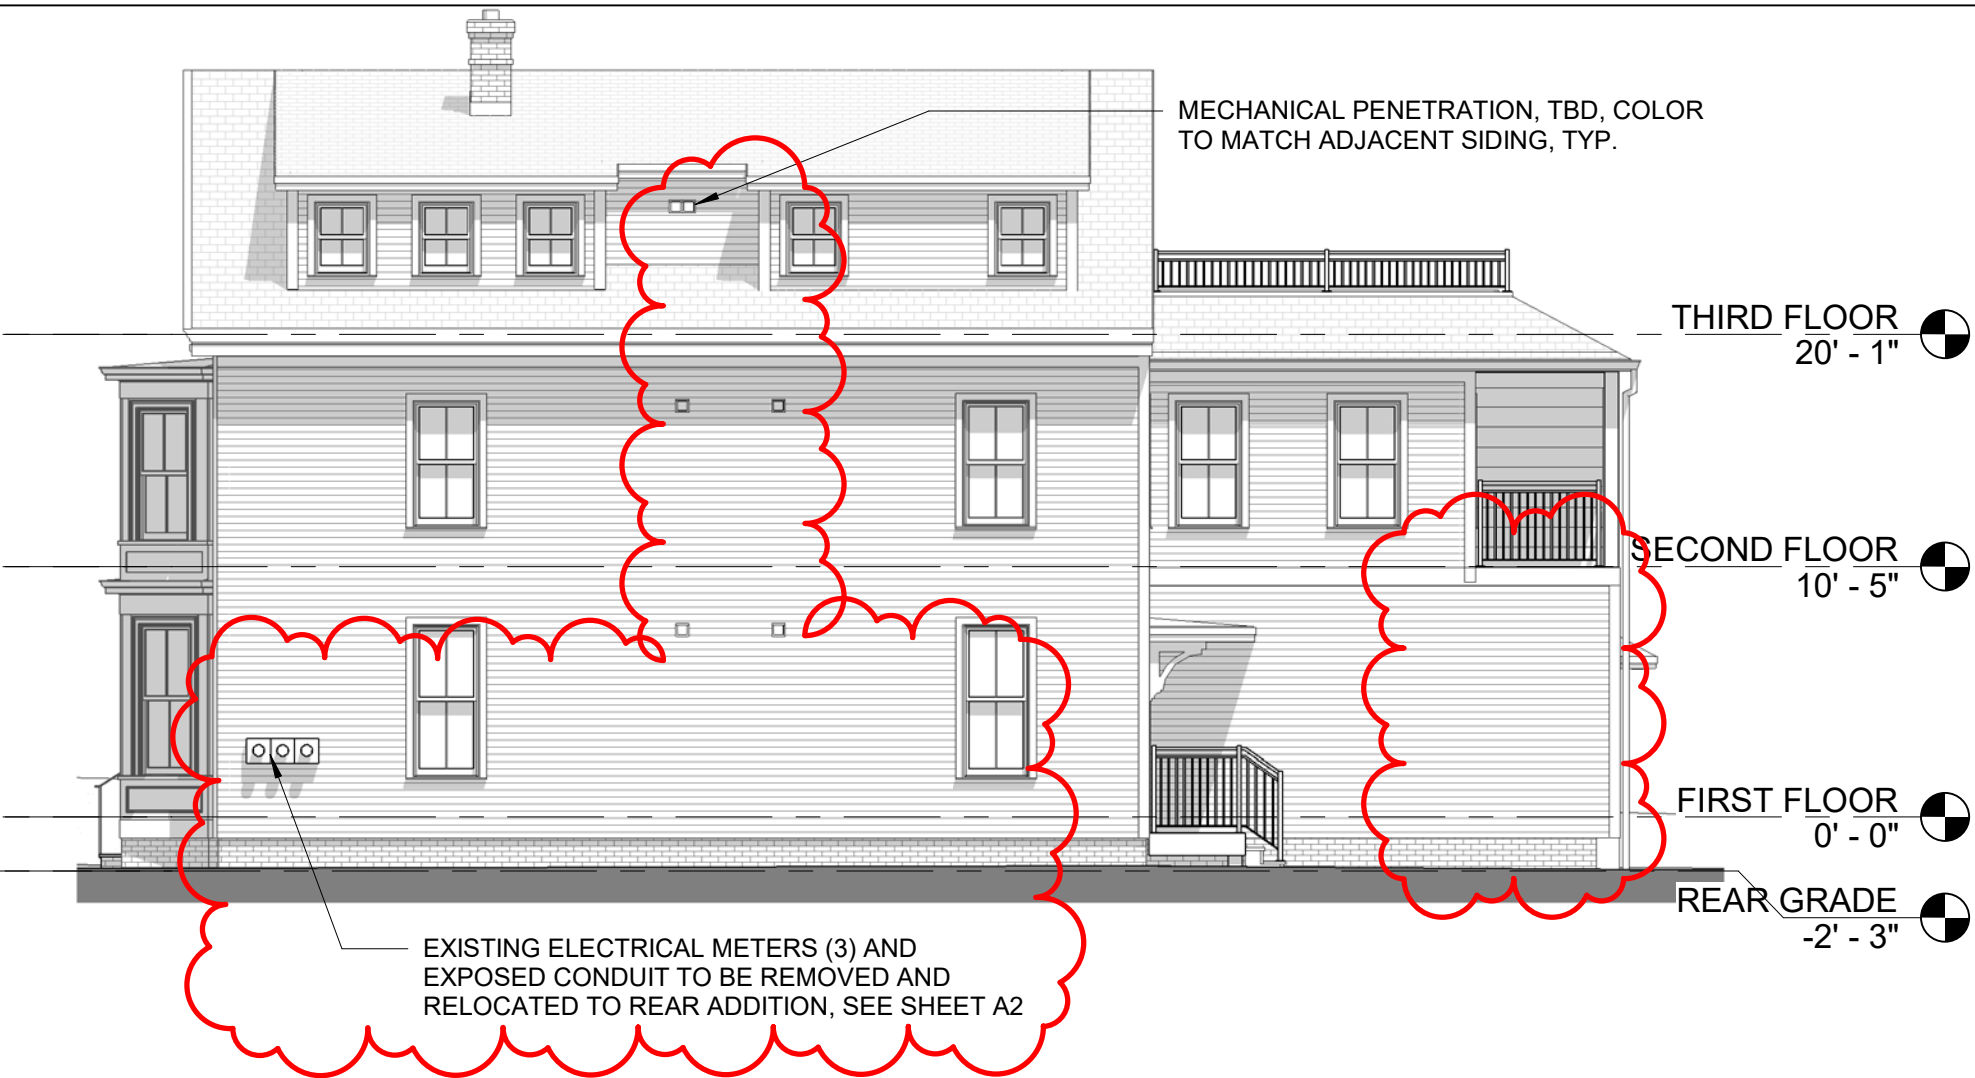 MECHANICAL PENETRATION, TBD, COLOR
TO MATCH ADJACENT SIDING, TYP.
THIRD FLOOR
20' - 1"
SECOND FLOOR
10' - 5"
FIRST FLOOR
0' - 0"
REAR GRADE
-2' - 3"
EXISTING ELECTRICAL METERS (3) AND
EXPOSED CONDUIT TO BE REMOVED AND
RELOCATED TO REAR ADDITION, SEE SHEET A2